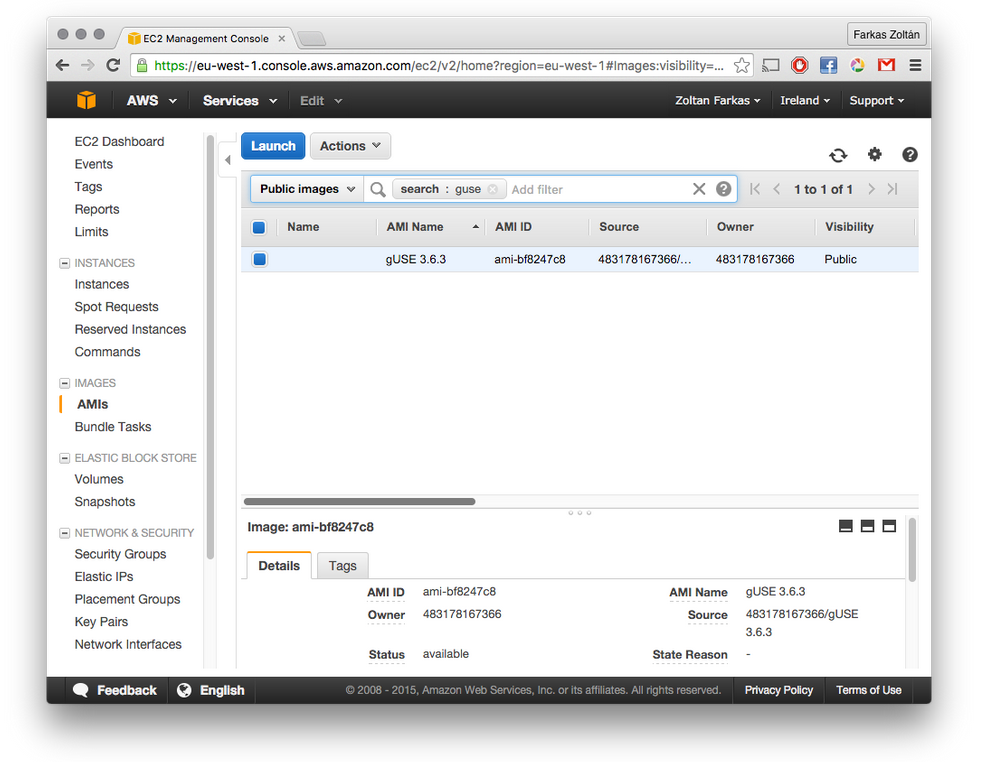 EC2 Management Console
Farkas Zoltán
https://eu-west-1.console.aws.amazon.com/ec2/v2/home?region=eu-west-1#Images:visibility=...
AWS Services Edit Zoltan Farkas Ireland Support
EC2 Dashboard
Events
Tags
Reports
Limits
INSTANCES
Instances
Spot Requests
Reserved Instances
Commands
IMAGES
AMIs
Bundle Tasks
ELASTIC BLOCK STORE
Volumes
Snapshots
NETWORK & SECURITY
Security Groups
Elastic IPs
Placement Groups
Key Pairs
Network Interfaces
Launch Actions
Public images search : guse Add filter 1 to 1 of 1
Name AMI Name AMI ID Source Owner Visibility
gUSE 3.6.3 ami-bf8247c8 483178167366/... 483178167366 Public
Image: ami-bf8247c8
Details Tags
AMI ID ami-bf8247c8 AMI Name gUSE 3.6.3
Owner 483178167366 Source 483178167366/gUSE
3.6.3
Status available State Reason -
Feedback English © 2008 - 2015, Amazon Web Services, Inc. or its affiliates. All rights reserved. Privacy Policy Terms of Use